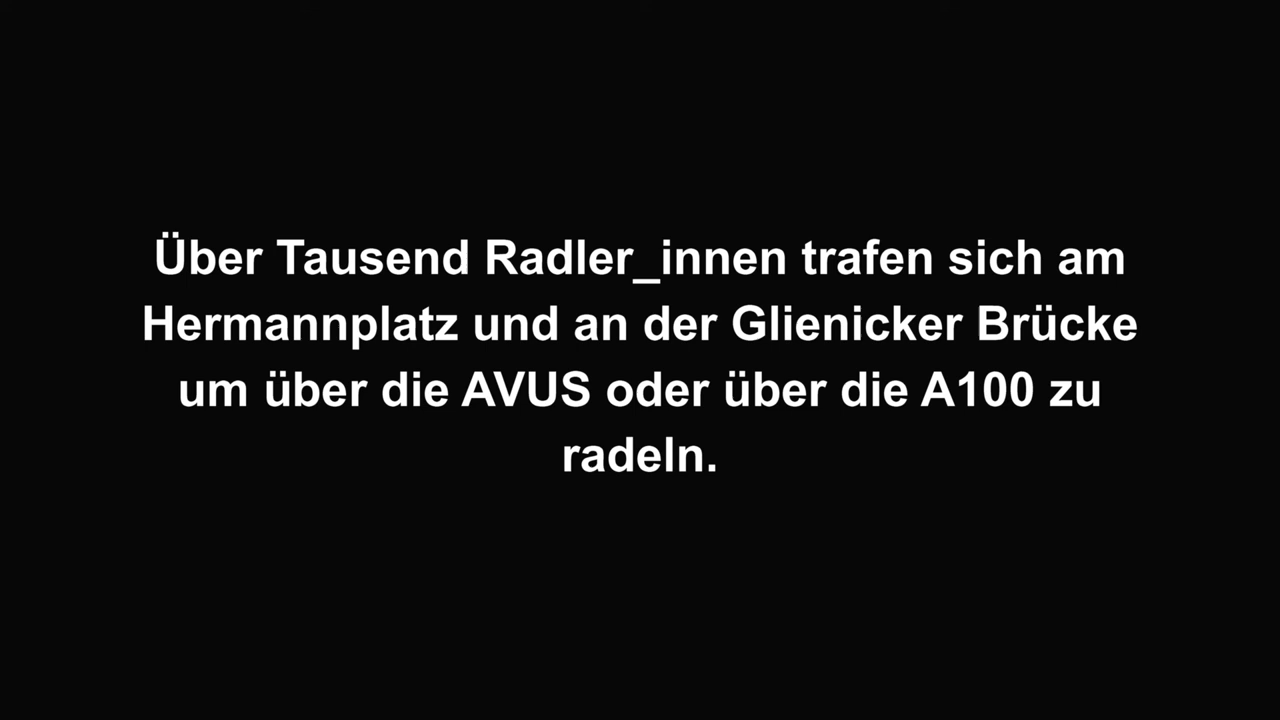 Über Tausend Radler_innen trafen sich am
Hermannplatz und an der Glienicker Brücke
um über die AVUS oder über die A100 zu
radeln.